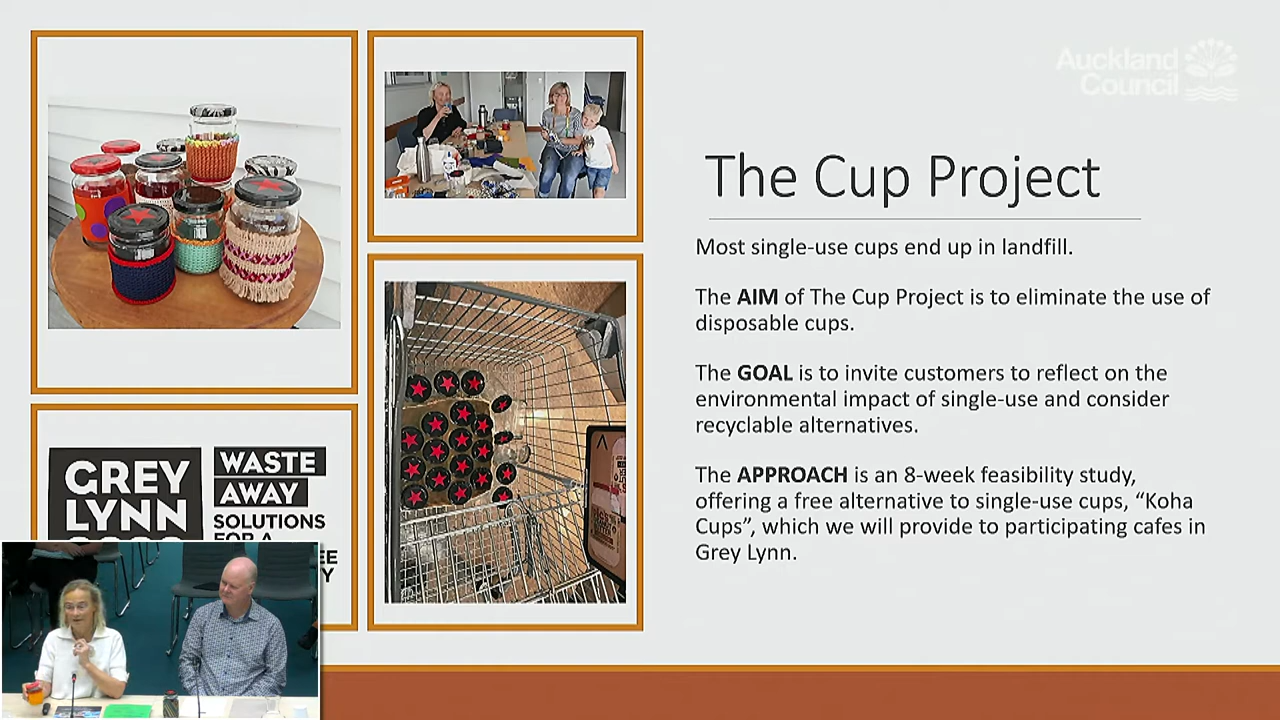 Auckland
Council
The Cup Project
Most single-use cups end up in landfill.
The AIM of The Cup Project is to eliminate the use of
disposable cups.
The GOAL is to invite customers to reflect on the
environmental impact of single-use and consider
recyclable alternatives.
The APPROACH is an 8-week feasibility study,
offering a free alternative to single-use cups, “Koha
Cups”, which we will provide to participating cafes in
Grey Lynn.
GREY
LYNN
WASTE
AWAY
SOLUTIONS
FOR A